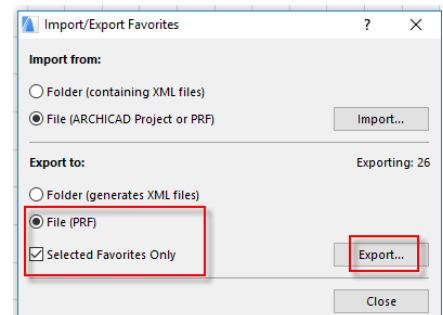 Import/Export Favorites ? ×
Import from:
Folder (containing XML files)
File (ARCHICAD Project or PRF) Import...
Export to: Exporting: 26
Folder (generates XML files)
File (PRF)
Selected Favorites Only Export...
Close